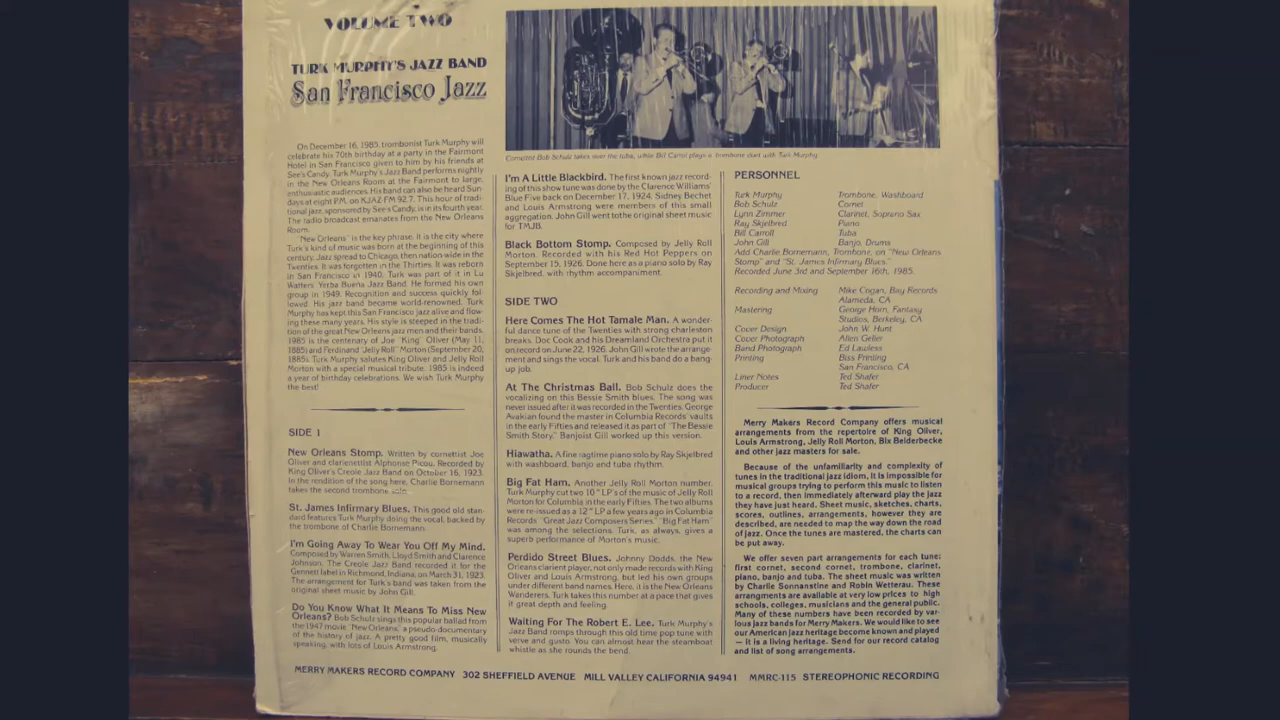 VOLUME TWO
TURK MURPHY'S JAZZ BAND
San Francisco Jazz
On December 16, 1985, trombonist Turk Murphy will
celebrate his 70th birthday at a party in the Fairmont
Hotel in San Francisco given to him by his friends at
See's Candy. Turk Murphy's Jazz Band performs nightly
in the New Orleans Room at the Fairmont to large,
enthusiastic audiences. His band can also be heard Sun-
days at eight P.M. on KJAZ-FM 92.7. This hour of tradi-
tional jazz, sponsored by See's Candy, is in its fourth year.
The radio broadcast emanates from the New Orleans
Room.
"New Orleans" is the key phrase. It is the city where
Turk's kind of music was born at the beginning of this
century. Jazz spread to Chicago, then nation wide in the
Twenties. It was forgotten in the Thirties. It was reborn
in San Francisco in 1940. Turk was part of it in Lu
Watters' Yerba Buena Jazz Band. He formed his own
group in 1949. Recognition and success quickly fol-
lowed. His jazz band became world-renowned. Turk
Murphy has kept this San Francisco jazz alive and flow-
ing these many years. His style is steeped in the tradi-
tion of the great New Orleans jazz men and their bands.
1985 is the centenary of Joe "King" Oliver (May 11,
1885) and Ferdinand "Jelly Roll" Morton (September 20,
1885). Turk Murphy salutes King Oliver and Jelly Roll
Morton with a special musical tribute. 1985 is indeed
a year of birthday celebrations. We wish Turk Murphy
the best!
SIDE 1
New Orleans Stomp. Written by cornettist Joe
Oliver and clarinettist Alphonse Picou. Recorded by
King Oliver's Creole Jazz Band on October 16, 1923.
In the rendition of the song here, Charlie Bornemann
takes the second trombone solo.
St. James Infirmary Blues. This good old stan-
dard features Turk Murphy doing the vocal, backed by
the trombone of Charlie Bornemann.
I'm Going Away To Wear You Off My Mind.
Composed by Warren Smith, Lloyd Smith and Clarence
Johnson. The Creole Jazz Band recorded it for the
Gennett label in Richmond, Indiana, on March 31, 1923.
The arrangement for Turk's band was taken from the
original sheet music by John Gill.
Do You Know What It Means To Miss New
Orleans? Bob Schulz sings this popular ballad from
the 1947 movie "New Orleans," a pseudo-documentary
of the history of jazz. A pretty good film, musically
speaking, with lots of Louis Armstrong.
Cornetist Bob Schulz takes over the tuba, while Bill Carrol plays a trombone duet with Turk Murphy
I'm A Little Blackbird. The first known jazz record-
ing of this show tune was done by the Clarence Williams'
Blue Five back on December 17, 1924. Sidney Bechet
and Louis Armstrong were members of this small
aggregation. John Gill went to the original sheet music
for TMJB.
Black Bottom Stomp. Composed by Jelly Roll
Morton. Recorded with his Red Hot Peppers on
September 15, 1926. Done here as a piano solo by Ray
Skjelbred, with rhythm accompaniment.
SIDE TWO
Here Comes The Hot Tamale Man. A wonder-
ful dance tune of the Twenties with strong charleston
breaks. Doc Cook and his Dreamland Orchestra put it
on record on June 22, 1926. John Gill wrote the arrange-
ment and sings the vocal. Turk and his band do a bang-
up job.
At The Christmas Ball. Bob Schulz does the
vocalizing on this Bessie Smith blues. The song was
never issued after it was recorded in the Twenties. George
Avakian found the master in Columbia Records' vaults
in the early Fifties and released it as part of "The Bessie
Smith Story." Banjoist Gill worked up this version.
Hiawatha. A fine ragtime piano solo by Ray Skjelbred
with washboard, banjo and tuba rhythm.
Big Fat Ham. Another Jelly Roll Morton number.
Turk Murphy cut two 10" LP's of the music of Jelly Roll
Morton for Columbia in the early Fifties. The two albums
were re-issued as a 12" LP a few years ago in Columbia
Records' "Great Jazz Composers Series." "Big Fat Ham"
was among the selections. Turk, as always, gives a
superb performance of Morton's music.
Perdido Street Blues. Johnny Dodds, the New
Orleans clarient player, not only made records with King
Oliver and Louis Armstrong, but led his own groups
under different band names. Here, it is the New Orleans
Wanderers. Turk takes this number at a pace that gives
it great depth and feeling.
Waiting For The Robert E. Lee. Turk Murphy's
Jazz Band romps through this old time pop tune with
verve and gusto. You can almost hear the steamboat
whistle as she rounds the bend.
PERSONNEL
Turk Murphy Trombone, Washboard
Bob Schulz Cornet
Lynn Zimmer Clarinet, Soprano Sax
Ray Skjelbred Piano
Bill Carroll Tuba
John Gill Banjo, Drums
Add Charlie Bornemann, Trombone, on "New Orleans
Stomp" and "St. James Infirmary Blues."
Recorded June 3rd and September 16th, 1985.
Recording and Mixing Mike Cogan, Bay Records
Alameda, CA
Mastering George Horn, Fantasy
Studios, Berkeley, CA
Cover Design John W. Hunt
Cover Photograph Allen Geller
Band Photograph Ed Lawless
Printing Biss Printing
San Francisco, CA
Liner Notes Ted Shafer
Producer Ted Shafer
Merry Makers Record Company offers musical
arrangements from the repertoire of King Oliver,
Louis Armstrong, Jelly Roll Morton, Bix Beiderbecke
and other jazz masters for sale.
Because of the unfamiliarity and complexity of
tunes in the traditional jazz idiom, it is impossible for
musical groups trying to perform this music to listen
to a record, then immediately afterward play the jazz
they have just heard. Sheet music, sketches, charts,
scores, outlines, arrangements, however they are
described, are needed to map the way down the road
of jazz. Once the tunes are mastered, the charts can
be put away.
We offer seven part arrangements for each tune:
first cornet, second cornet, trombone, clarinet,
piano, banjo and tuba. The sheet music was written
by Charlie Sonnanstine and Robin Wetterau. These
arrangments are available at very low prices to high
schools, colleges, musicians and the general public.
Many of these numbers have been recorded by var-
ious jazz bands for Merry Makers. We would like to see
our American Jazz heritage become known and played
— it is a living heritage. Send for our record catalog
and list of song arrangements.
MERRY MAKERS RECORD COMPANY 302 SHEFFIELD AVENUE MILL VALLEY CALIFORNIA 94941 MMRC-115 STEREOPHONIC RECORDING